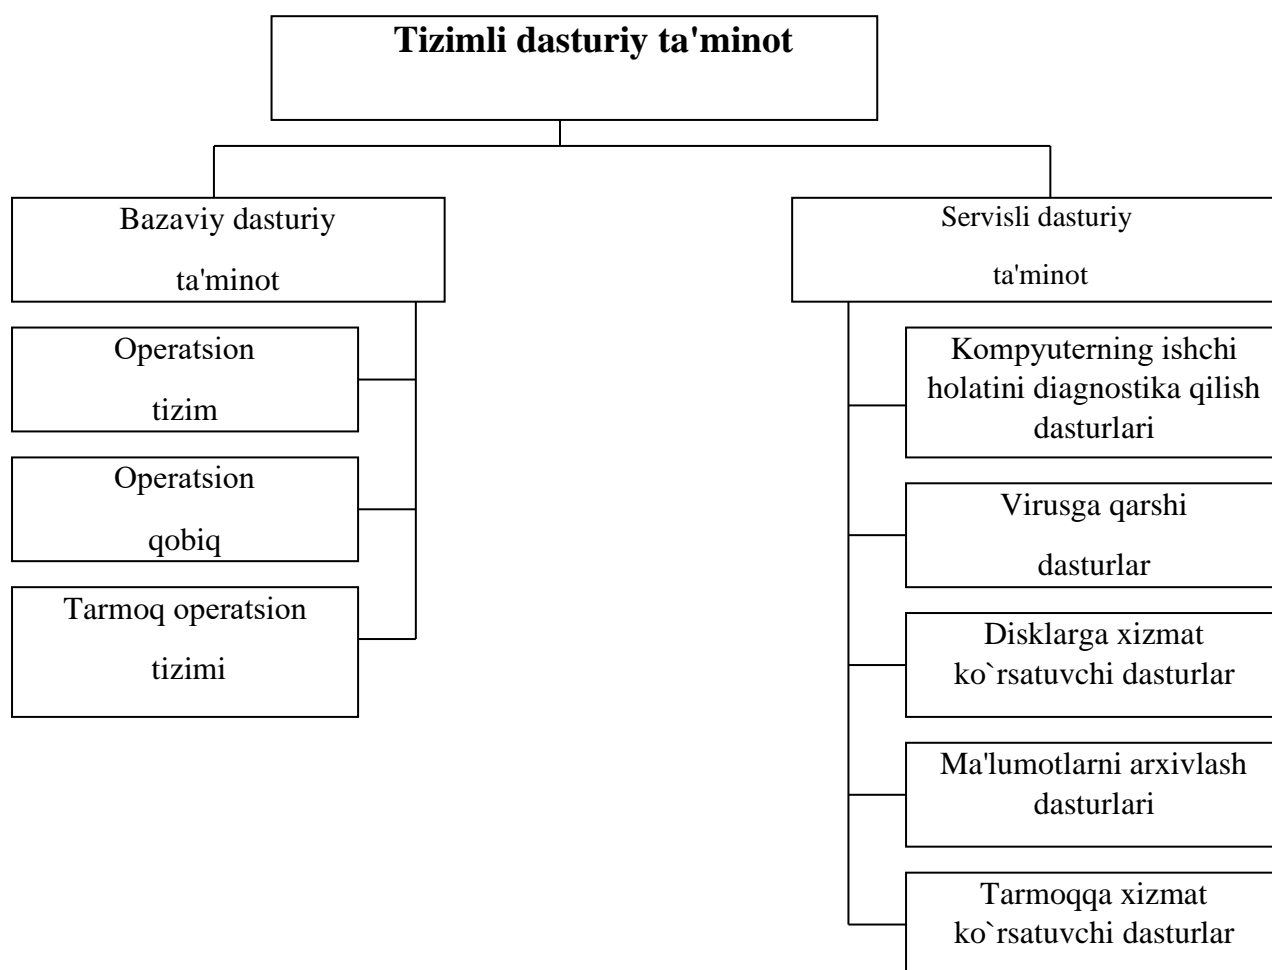 Tizimli dasturiy ta'minot
Bazaviy dasturiy
ta'minot
Operatsion
tizim
Operatsion
qobiq
Tarmoq operatsion
tizimi
Servisli dasturiy
ta'minot
Kompyuterning ishchi
holatini diagnostika qilish
dasturlari
Virusga qarshi
dasturlar
Disklarga xizmat
ko`rsatuvchi dasturlar
Ma'lumotlarni arxivlash
dasturlari
Tarmoqqa xizmat
ko`rsatuvchi dasturlar